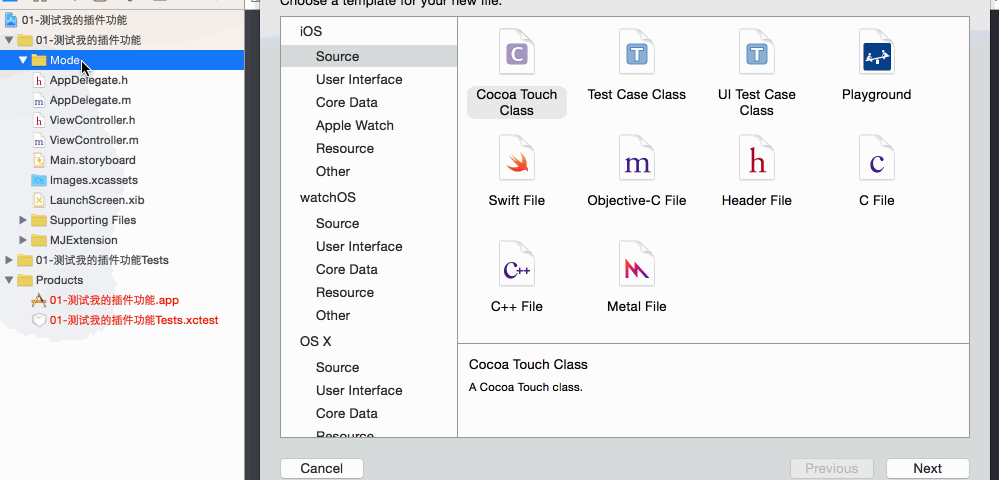 Choose a template for your new file:
01-测试我的插件功能
01-测试我的插件功能
Mode
AppDelegate.h
AppDelegate.m
ViewController.h
ViewController.m
Main.storyboard
Images.xcassets
LaunchScreen.xib
Supporting Files
MJExtension
01-测试我的插件功能Tests
Products
01-测试我的插件功能.app
01-测试我的插件功能Tests.xctest
iOS
Source
User Interface
Core Data
Apple Watch
Resource
Other
watchOS
Source
User Interface
Core Data
Resource
Other
OS X
Source
User Interface
Core Data
Resource
Cocoa Touch
Class
Test Case Class
UI Test Case
Class
Playground
Swift File
Objective-C File
Header File
C File
C++ File
Metal File
Cocoa Touch Class
A Cocoa Touch class.
Cancel
Previous
Next